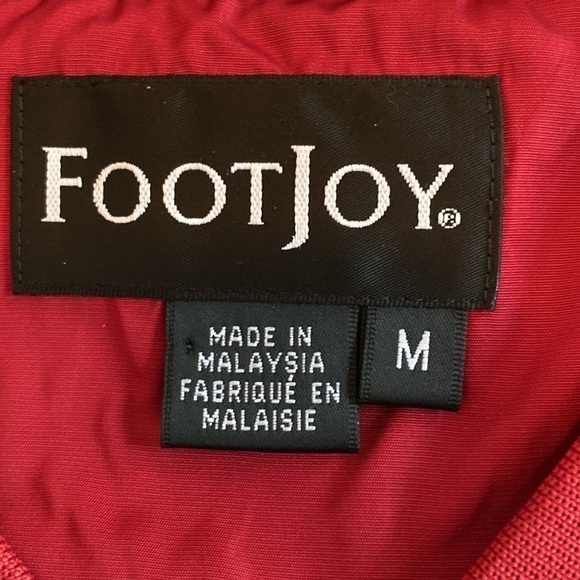 FOOTJOY®
MADE IN
MALAYSIA
FABRIQUÉ EN
MALAISIE
M